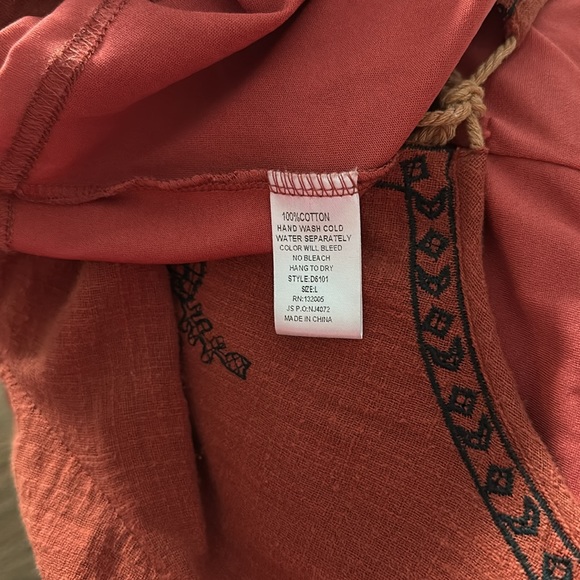 100%COTTON
HAND WASH COLD
WATER SEPARATELY
COLOR WILL BLEED
NO BLEACH
HANG TO DRY
STYLE:D6101
SIZE:L
RN:132005
JS P.O:NJ4072
MADE IN CHINA